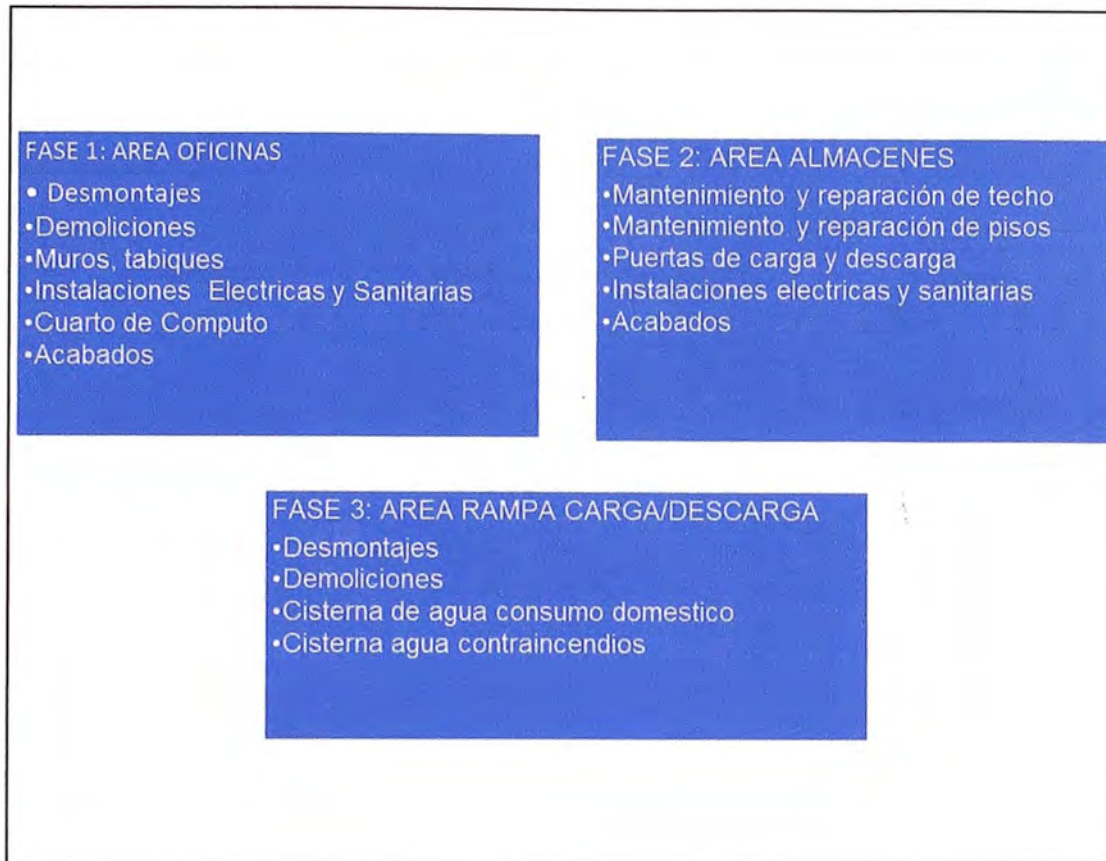 FASE 1: AREA OFICINAS
• Desmontajes
•Demoliciones
•Muros, tabiques
•Instalaciones Electricas y Sanitarias
•Cuarto de Computo
•Acabados
FASE 2: AREA ALMACENES
•Mantenimiento y reparación de techo
•Mantenimiento y reparación de pisos
•Puertas de carga y descarga
•Instalaciones electricas y sanitarias
•Acabados
FASE 3: AREA RAMPA CARGA/DESCARGA
•Desmontajes
•Demoliciones
•Cisterna de agua consumo domestico
•Cisterna agua contraincendios